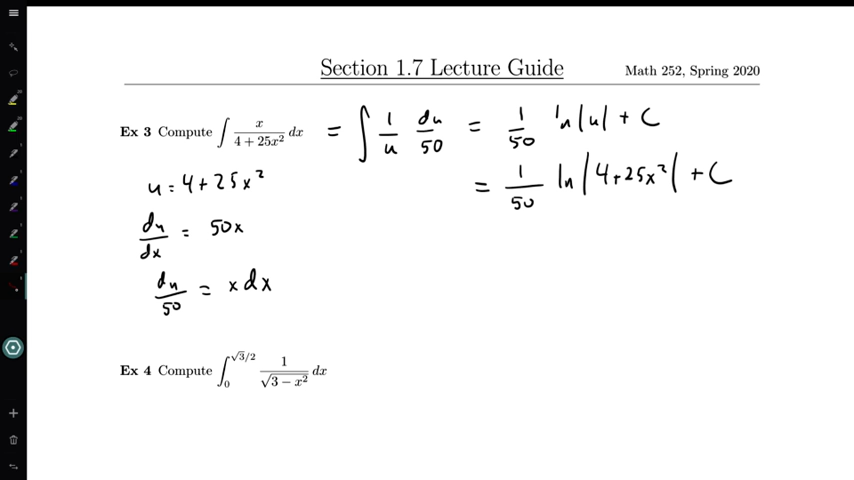 Section 1.7 Lecture Guide
Math 252, Spring 2020
Ex 3 Compute ∫ x/(4 + 25x²) dx = ∫ 1/u du/50 = 1/50 ln|u| + C
u = 4 + 25x²
= 1/50 ln|4+25x²| + C
du/dx = 50x
du/50 = x dx
Ex 4 Compute ∫₀^(√3/2) 1/√(3 − x²) dx